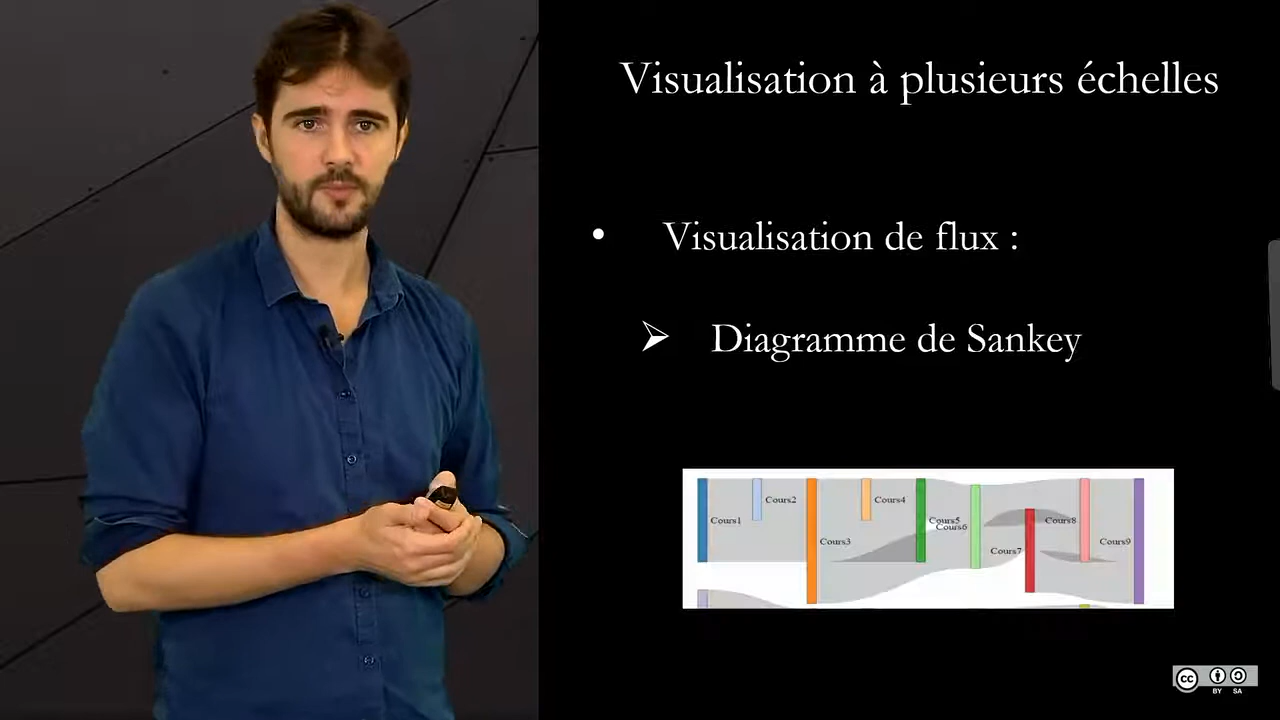 Visualisation à plusieurs échelles
• Visualisation de flux :
➢ Diagramme de Sankey
Cours1
Cours2
Cours3
Cours4
Cours5
Cours6
Cours7
Cours8
Cours9
cc
BY SA